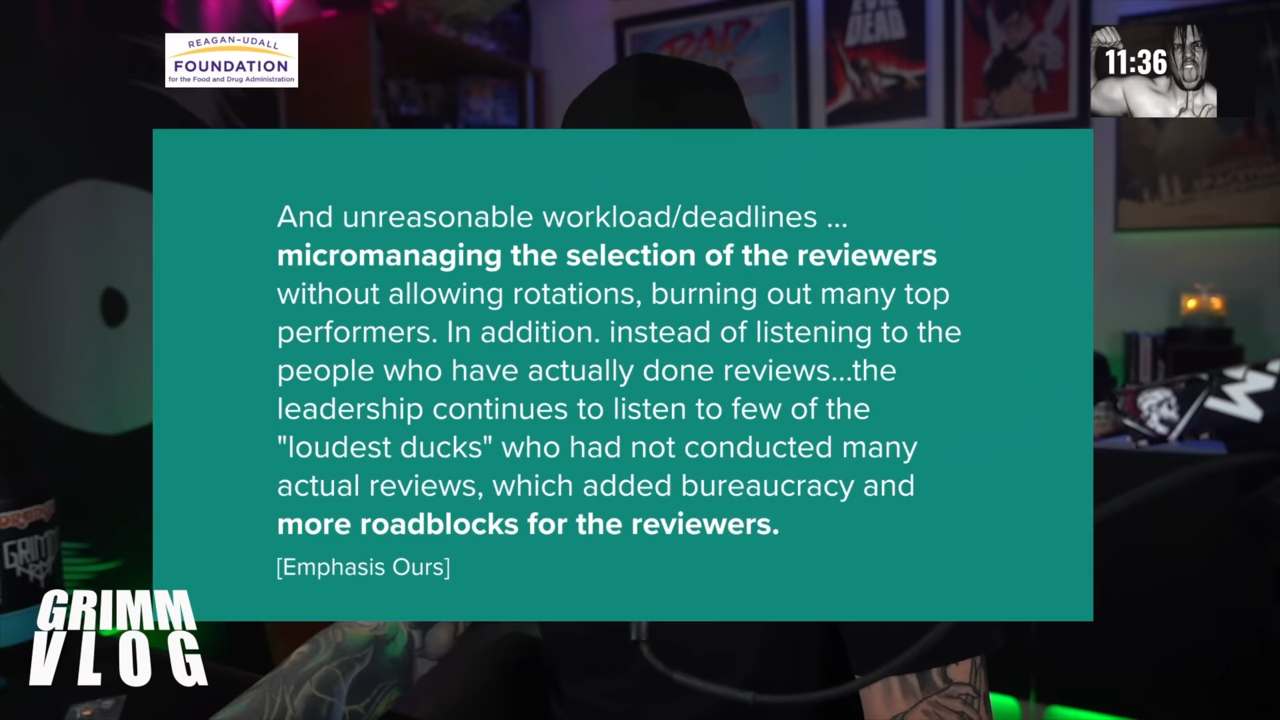 REAGAN-UDALL
FOUNDATION
for the Food and Drug Administration
EVIL
DEAD
RAD
11:36
And unreasonable workload/deadlines ...
micromanaging the selection of the reviewers
without allowing rotations, burning out many top
performers. In addition. instead of listening to the
people who have actually done reviews...the
leadership continues to listen to few of the
"loudest ducks" who had not conducted many
actual reviews, which added bureaucracy and
more roadblocks for the reviewers.
[Emphasis Ours]
GRIMM
VLOG